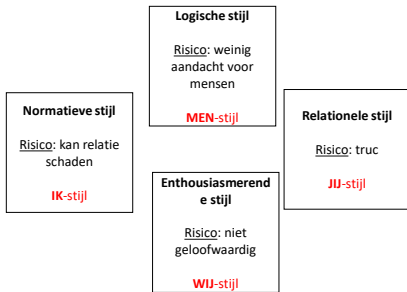 Logische stijl
Risico: weinig
aandacht voor
mensen
MEN-stijl
Normatieve stijl
Risico: kan relatie
schaden
IK-stijl
Relationele stijl
Risico: truc
JIJ-stijl
Enthousiasmerend
e stijl
Risico: niet
geloofwaardig
WIJ-stijl